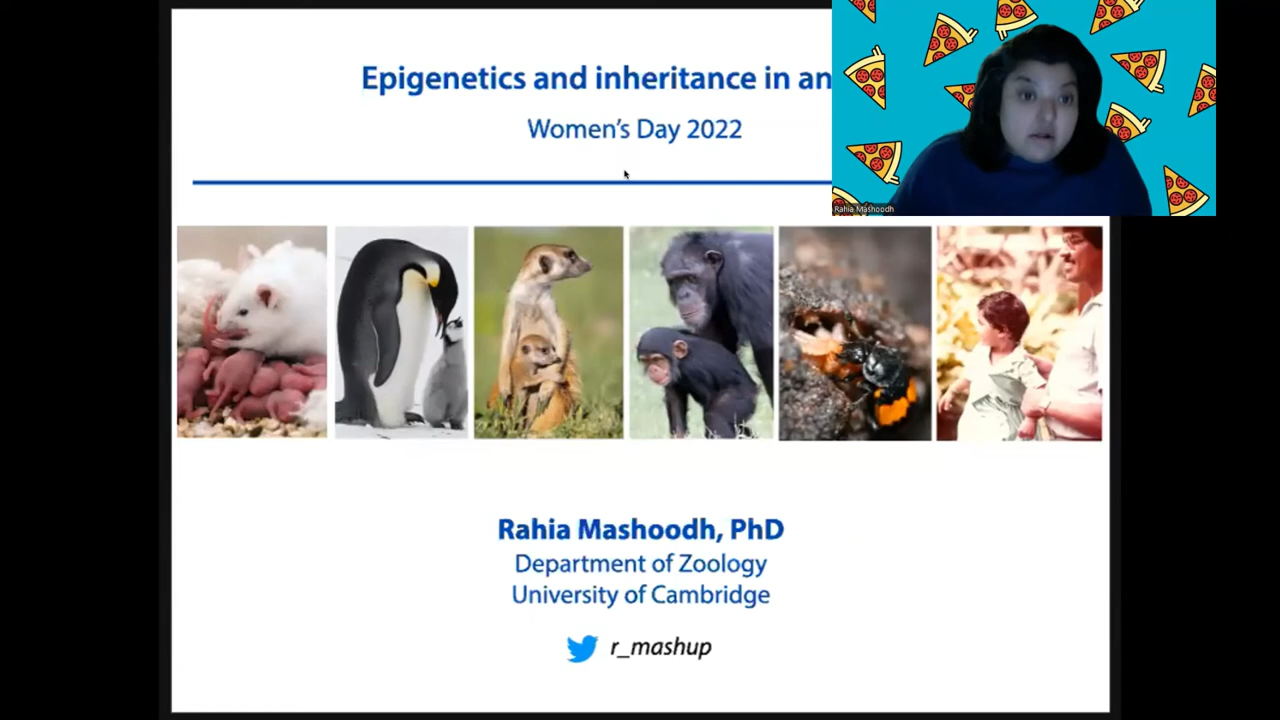 Epigenetics and inheritance in an
Women's Day 2022
Rahia Mashoodh
Rahia Mashoodh, PhD
Department of Zoology
University of Cambridge
r_mashup